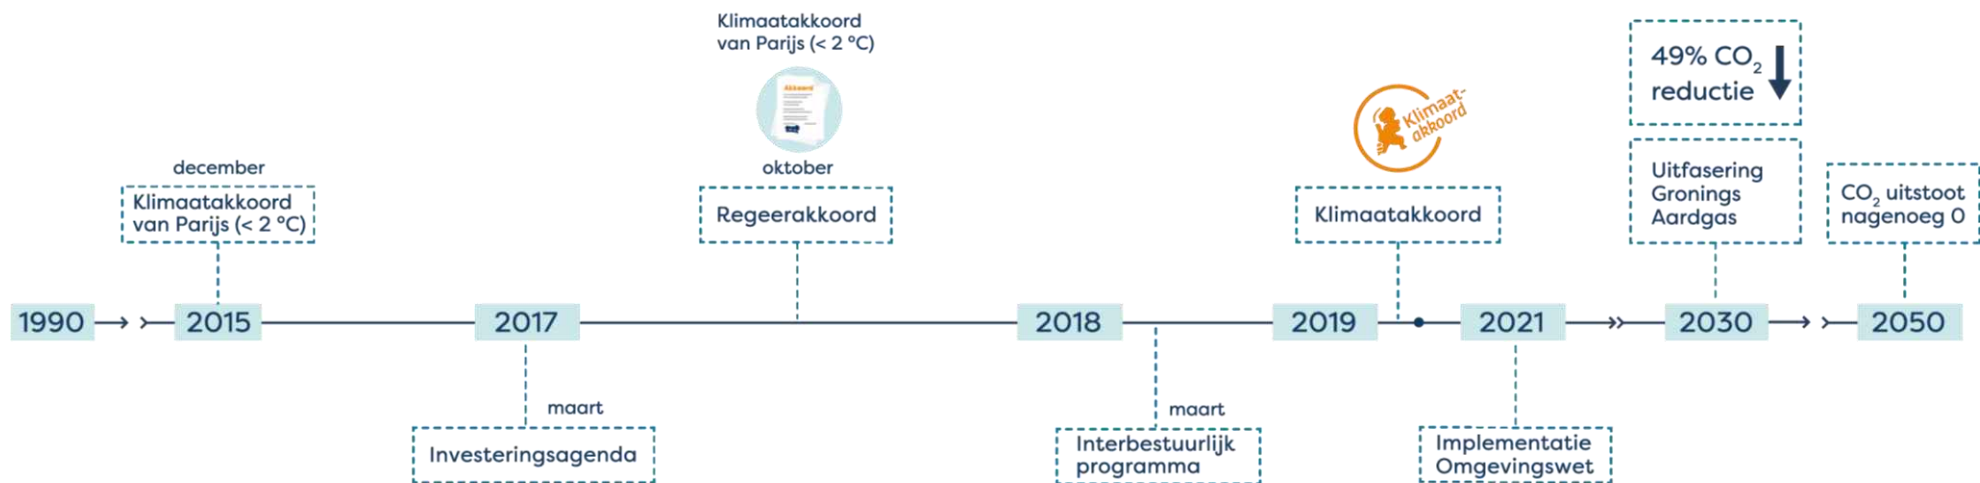 Klimaatakkoord
van Parijs (< 2 °C)
Akkoord
december
oktober
Klimaat-
akkoord
49% CO₂
reductie
Klimaatakkoord
van Parijs (< 2 °C)
Regeerakkoord
Klimaatakkoord
Uitfasering
Gronings
Aardgas
CO₂ uitstoot
nagenoeg 0
1990
2015
2017
2018
2019
2021
2030
2050
maart
Investeringsagenda
maart
Interbestuurlijk
programma
Implementatie
Omgevingswet